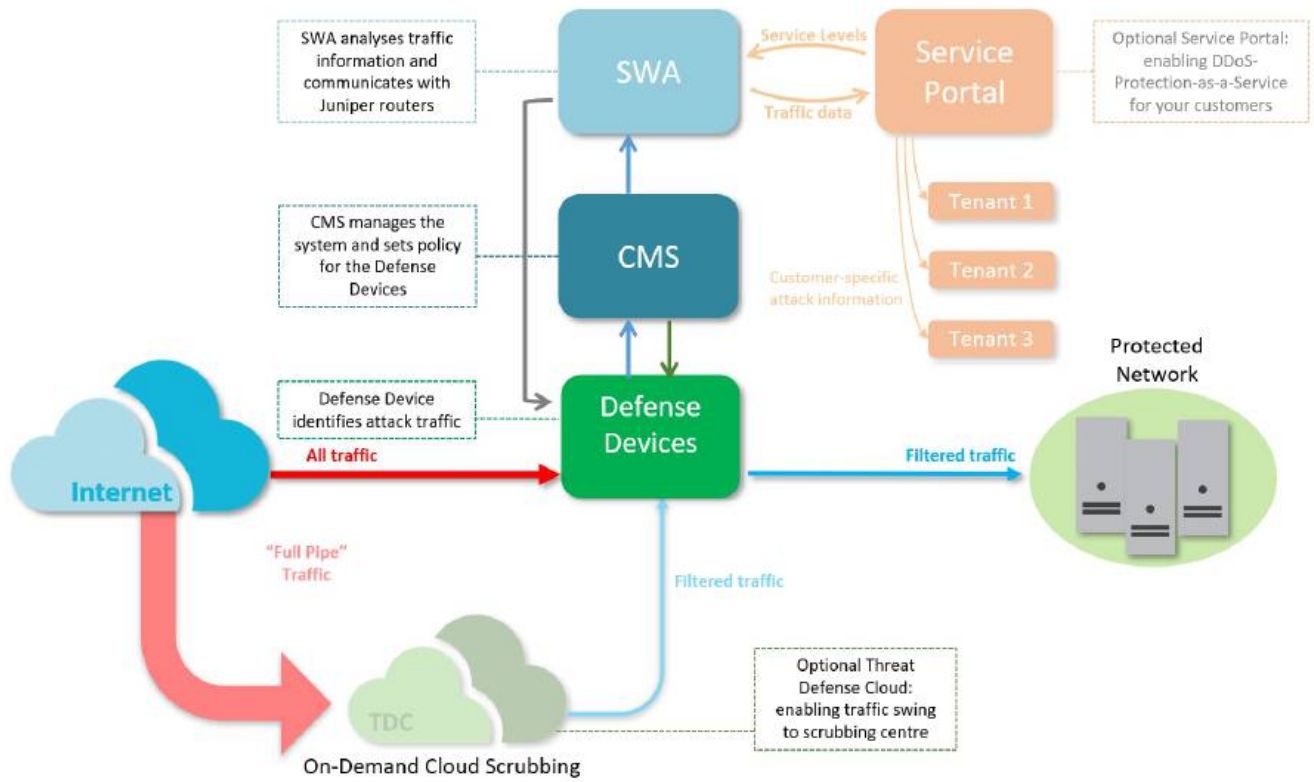 SWA analyses traffic
information and
communicates with
Juniper routers
SWA
Service Levels
Traffic data
Service
Portal
Optional Service Portal:
enabling DDoS-
Protection-as-a-Service
for your customers
Tenant 1
Tenant 2
Tenant 3
Customer-specific
attack information
CMS manages the
system and sets policy
for the Defense
Devices
CMS
Protected
Network
Defense Device
identifies attack traffic
Defense
Devices
All traffic
Filtered traffic
Internet
"Full Pipe"
Traffic
Filtered traffic
TDC
On-Demand Cloud Scrubbing
Optional Threat
Defense Cloud:
enabling traffic swing
to scrubbing centre